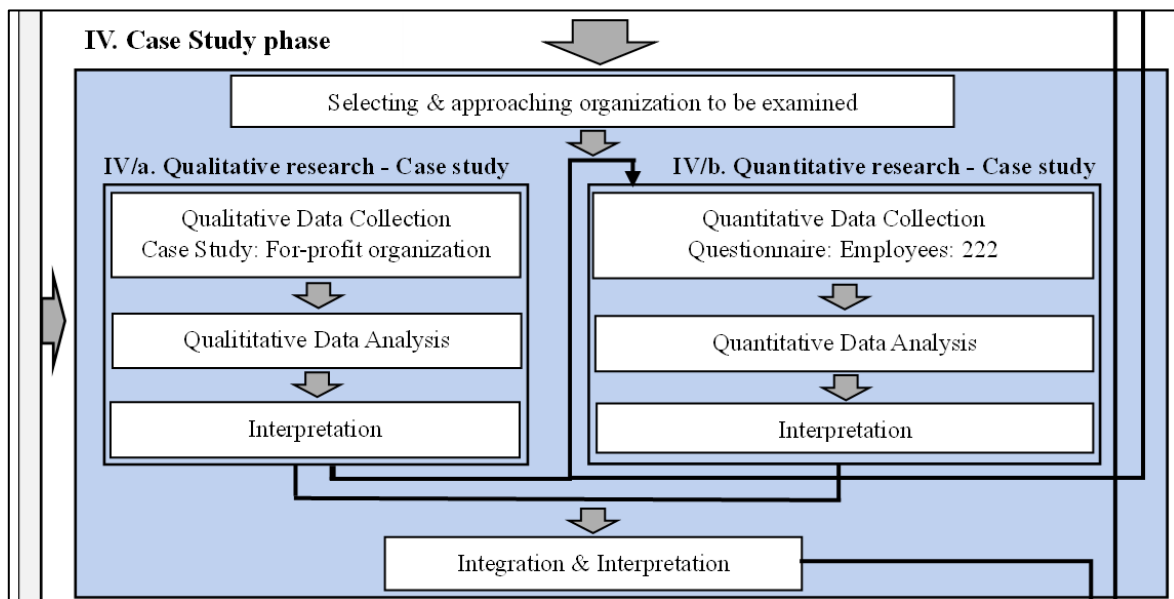 IV. Case Study phase
Selecting & approaching organization to be examined
IV/a. Qualitative research - Case study
Qualitative Data Collection
Case Study: For-profit organization
Qualititative Data Analysis
Interpretation
IV/b. Quantitative research - Case study
Quantitative Data Collection
Questionnaire: Employees: 222
Quantitative Data Analysis
Interpretation
Integration & Interpretation